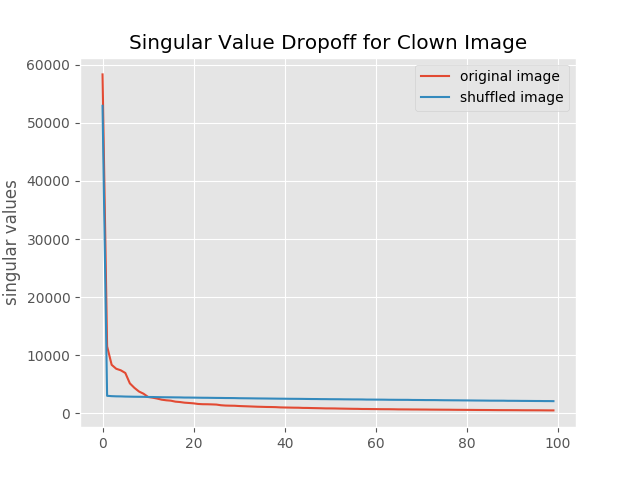 Singular Value Dropoff for Clown Image
original image
shuffled image
singular values
60000
50000
40000
30000
20000
10000
0
0 20 40 60 80 100